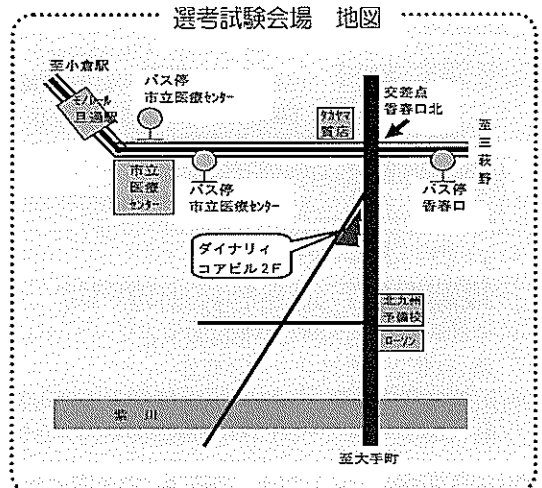 選考試験会場 地図
至小倉駅
モノレール
旦過駅
バス停
市立医療センター
タカヤマ
質店
交差点
香春口北
至三萩野
市立
医療
センター
バス停
市立医療センター
バス停
香春口
ダイナリィ
コアビル2F
北九州
予備校
ローソン
紫川
至大手町